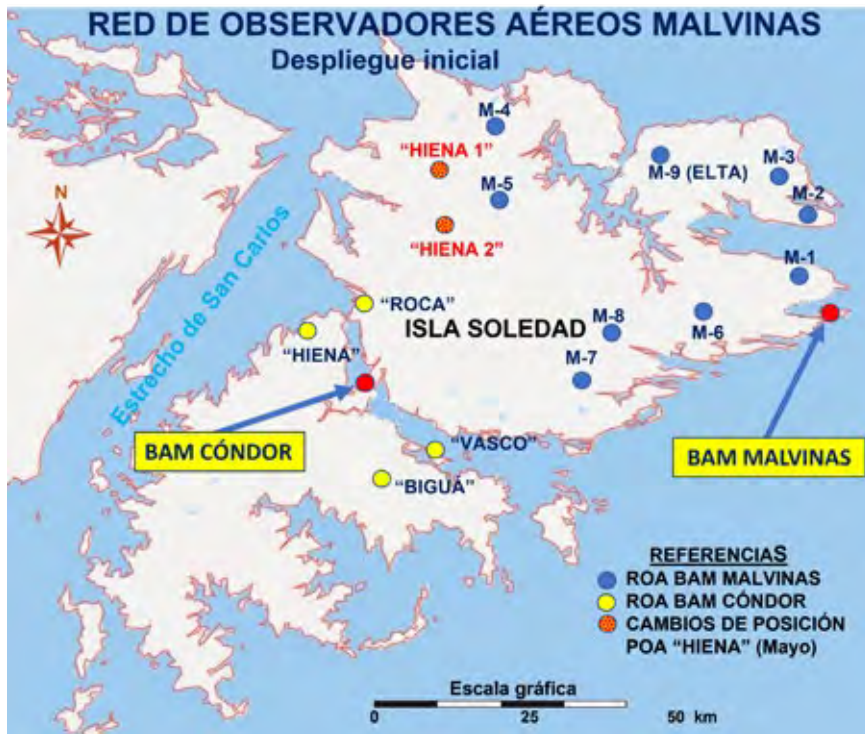 RED DE OBSERVADORES AÉREOS MALVINAS
Despliegue inicial
M-4
"HIENA 1"
M-5
"HIENA 2"
M-9 (ELTA)
M-3
M-2
M-1
N
Estrecho de San Carlos
"ROCA"
"HIENA"
ISLA SOLEDAD
M-8
M-6
M-7
BAM CÓNDOR
"VASCO"
BAM MALVINAS
"BIGUÁ"
REFERENCIAS
ROA BAM MALVINAS
ROA BAM CÓNDOR
CAMBIOS DE POSICIÓN
POA "HIENA" (Mayo)
Escala gráfica
0 25 50 km